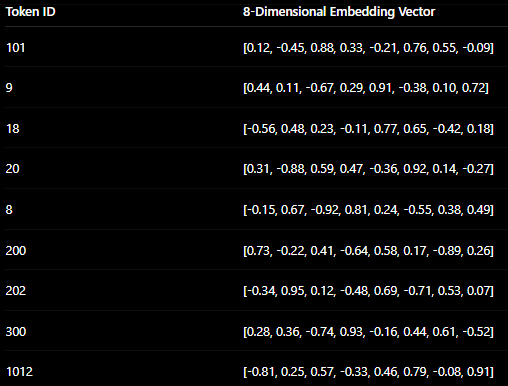 Token ID 8-Dimensional Embedding Vector
101 [0.12, -0.45, 0.88, 0.33, -0.21, 0.76, 0.55, -0.09]
9 [0.44, 0.11, -0.67, 0.29, 0.91, -0.38, 0.10, 0.72]
18 [-0.56, 0.48, 0.23, -0.11, 0.77, 0.65, -0.42, 0.18]
20 [0.31, -0.88, 0.59, 0.47, -0.36, 0.92, 0.14, -0.27]
8 [-0.15, 0.67, -0.92, 0.81, 0.24, -0.55, 0.38, 0.49]
200 [0.73, -0.22, 0.41, -0.64, 0.58, 0.17, -0.89, 0.26]
202 [-0.34, 0.95, 0.12, -0.48, 0.69, -0.71, 0.53, 0.07]
300 [0.28, 0.36, -0.74, 0.93, -0.16, 0.44, 0.61, -0.52]
1012 [-0.81, 0.25, 0.57, -0.33, 0.46, 0.79, -0.08, 0.91]